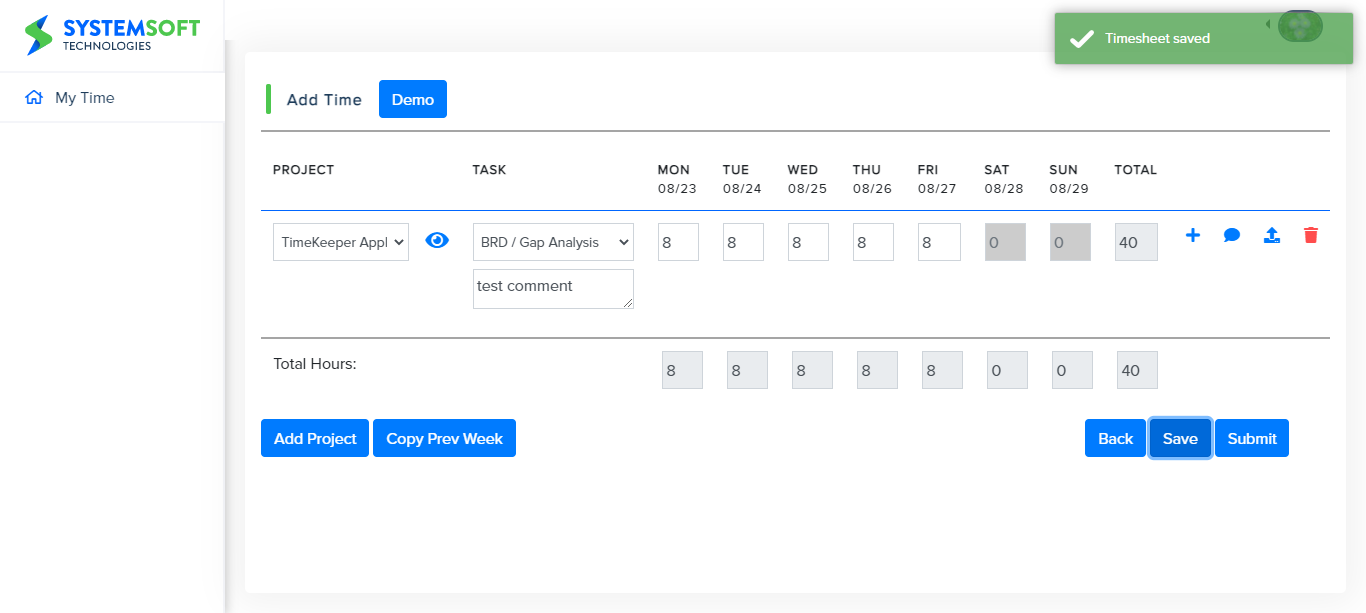 SYSTEMSOFT
TECHNOLOGIES
Timesheet saved
My Time
Add Time Demo
PROJECT TASK MON TUE WED THU FRI SAT SUN TOTAL
08/23 08/24 08/25 08/26 08/27 08/28 08/29
TimeKeeper Appl BRD / Gap Analysis 8 8 8 8 8 0 0 40
test comment
Total Hours: 8 8 8 8 8 0 0 40
Add Project Copy Prev Week Back Save Submit